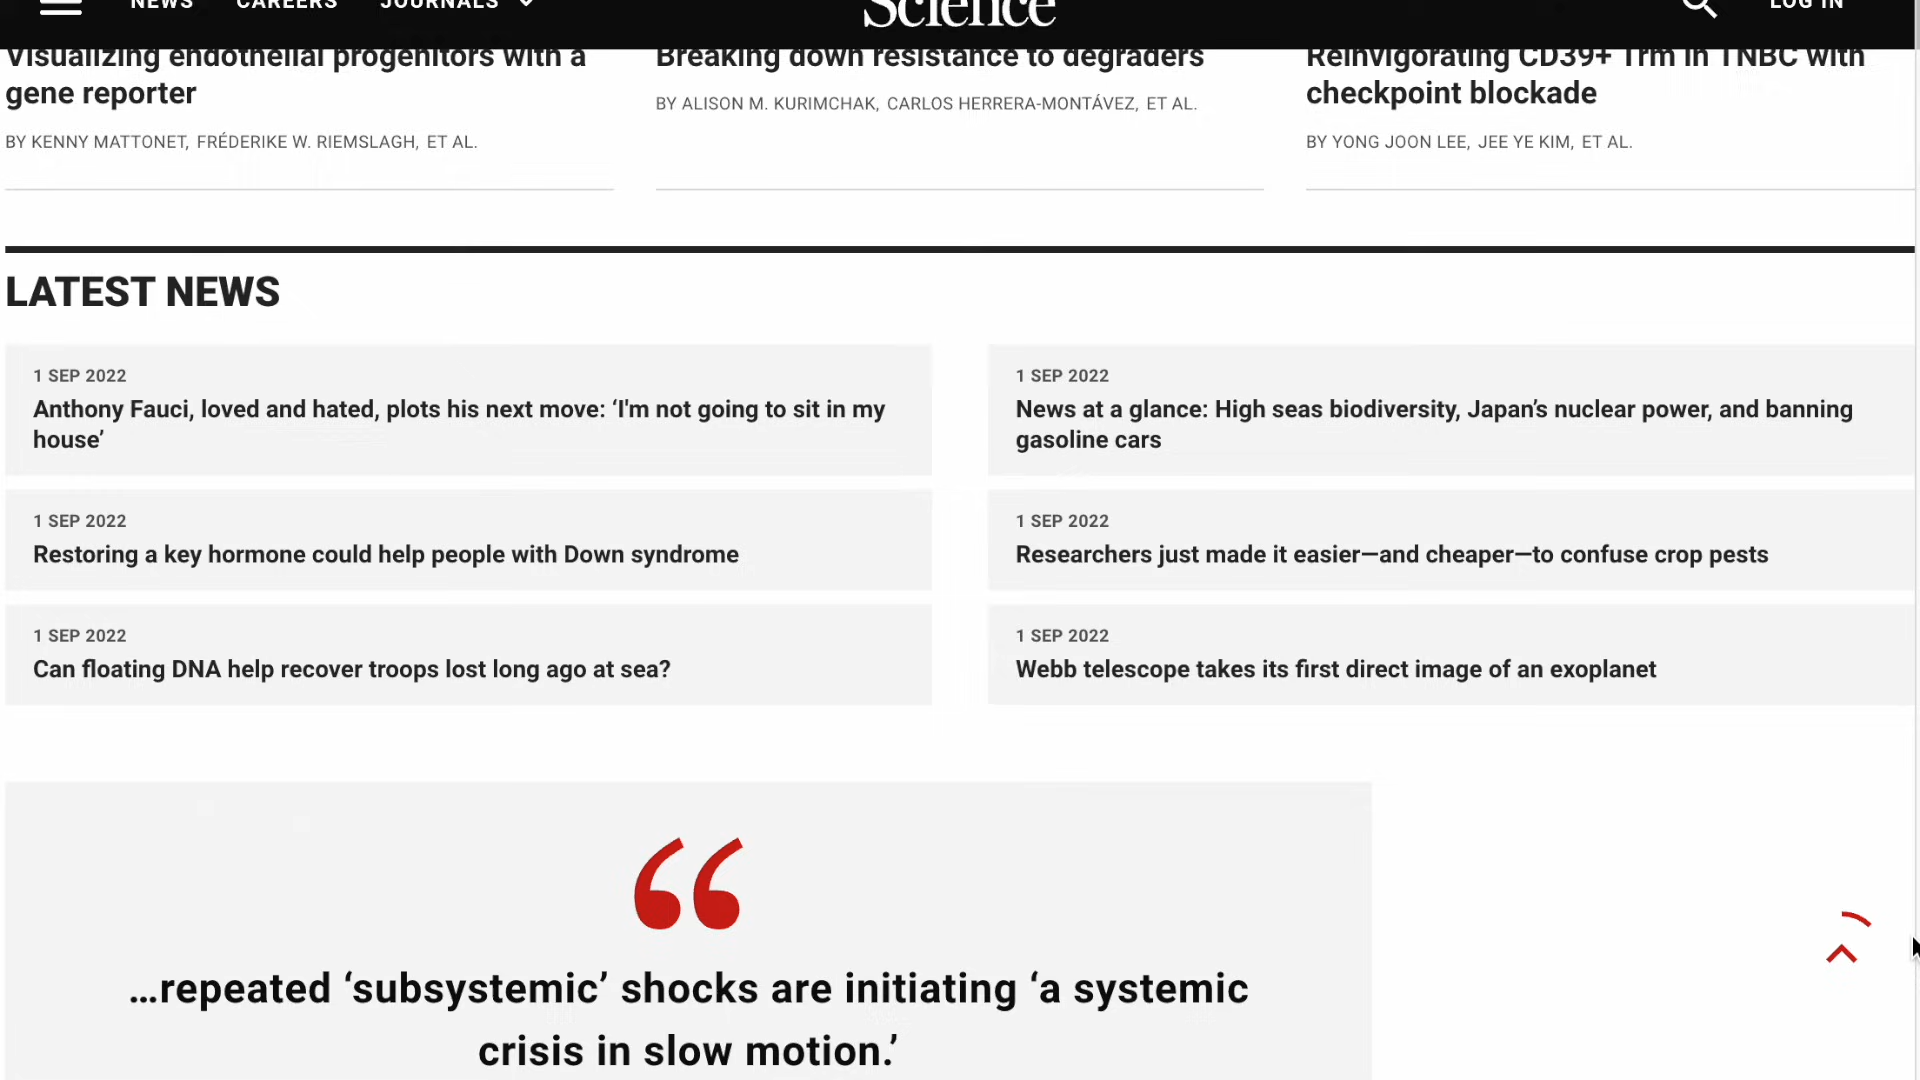 NEWS CAREERS JOURNALS Science LOG IN
Visualizing endothelial progenitors with a
gene reporter
BY KENNY MATTONET, FRÉDERIKE W. RIEMSLAGH, ET AL.
Breaking down resistance to degraders
BY ALISON M. KURIMCHAK, CARLOS HERRERA-MONTÁVEZ, ET AL.
Reinvigorating CD39+ Trm in TNBC with
checkpoint blockade
BY YONG JOON LEE, JEE YE KIM, ET AL.
LATEST NEWS
1 SEP 2022
Anthony Fauci, loved and hated, plots his next move: ‘I'm not going to sit in my
house’
1 SEP 2022
News at a glance: High seas biodiversity, Japan’s nuclear power, and banning
gasoline cars
1 SEP 2022
Restoring a key hormone could help people with Down syndrome
1 SEP 2022
Researchers just made it easier—and cheaper—to confuse crop pests
1 SEP 2022
Can floating DNA help recover troops lost long ago at sea?
1 SEP 2022
Webb telescope takes its first direct image of an exoplanet
“
…repeated ‘subsystemic’ shocks are initiating ‘a systemic
crisis in slow motion.’